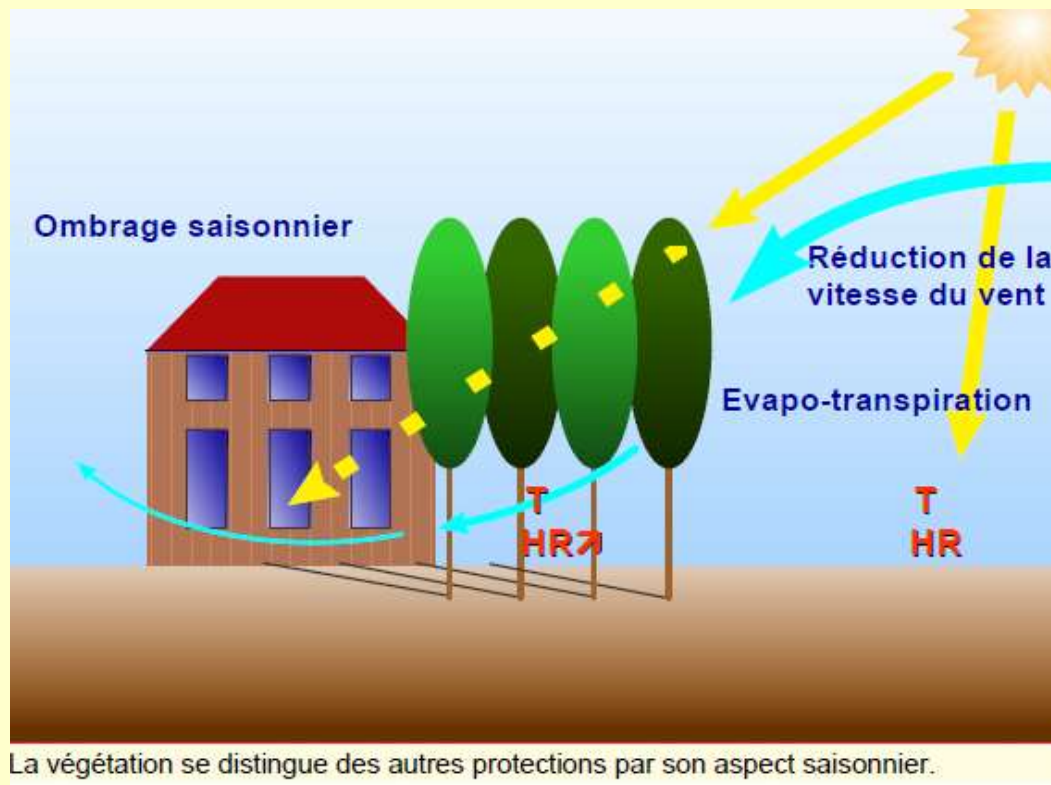 Ombrage saisonnier
Réduction de la
vitesse du vent
Evapo-transpiration
T
HR↗
T
HR
La végétation se distingue des autres protections par son aspect saisonnier.